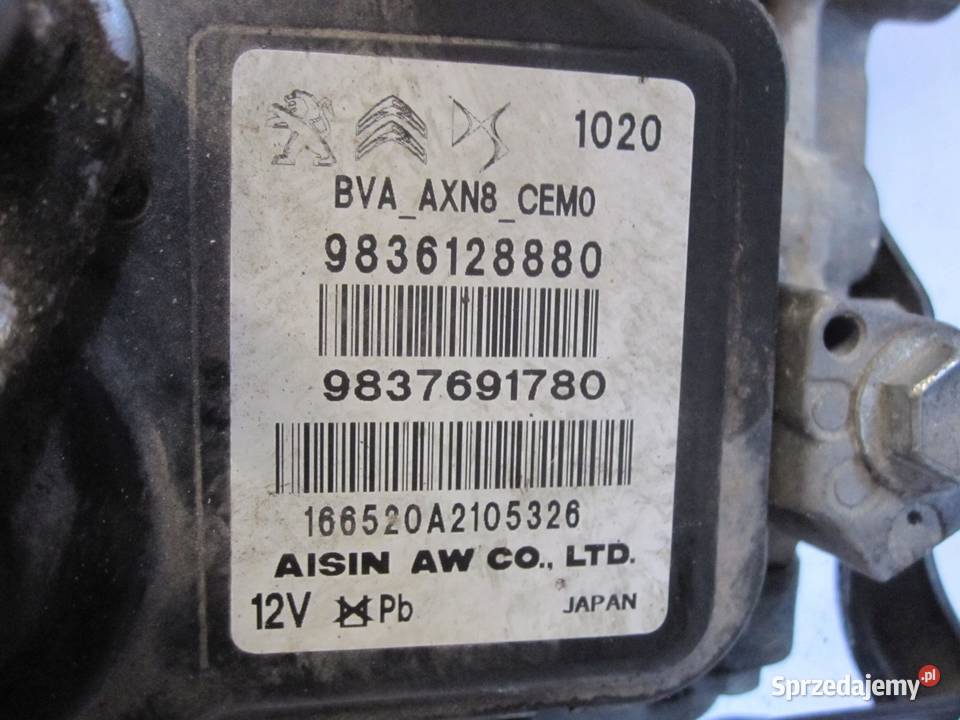 1020
BVA_AXN8_CEM0
9836128880
9837691780
166520A2105326
AISIN AW CO., LTD.
12V Pb
JAPAN
Sprzedajemy.pl